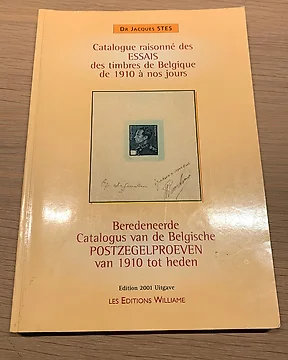 DR JACQUES STES
Catalogue raisonné des
ESSAIS
des timbres de Belgique
de 1910 à nos jours
Beredeneerde
Catalogus van de Belgische
POSTZEGELPROEVEN
van 1910 tot heden
Edition 2001 Uitgave
LES EDITIONS WILLIAME